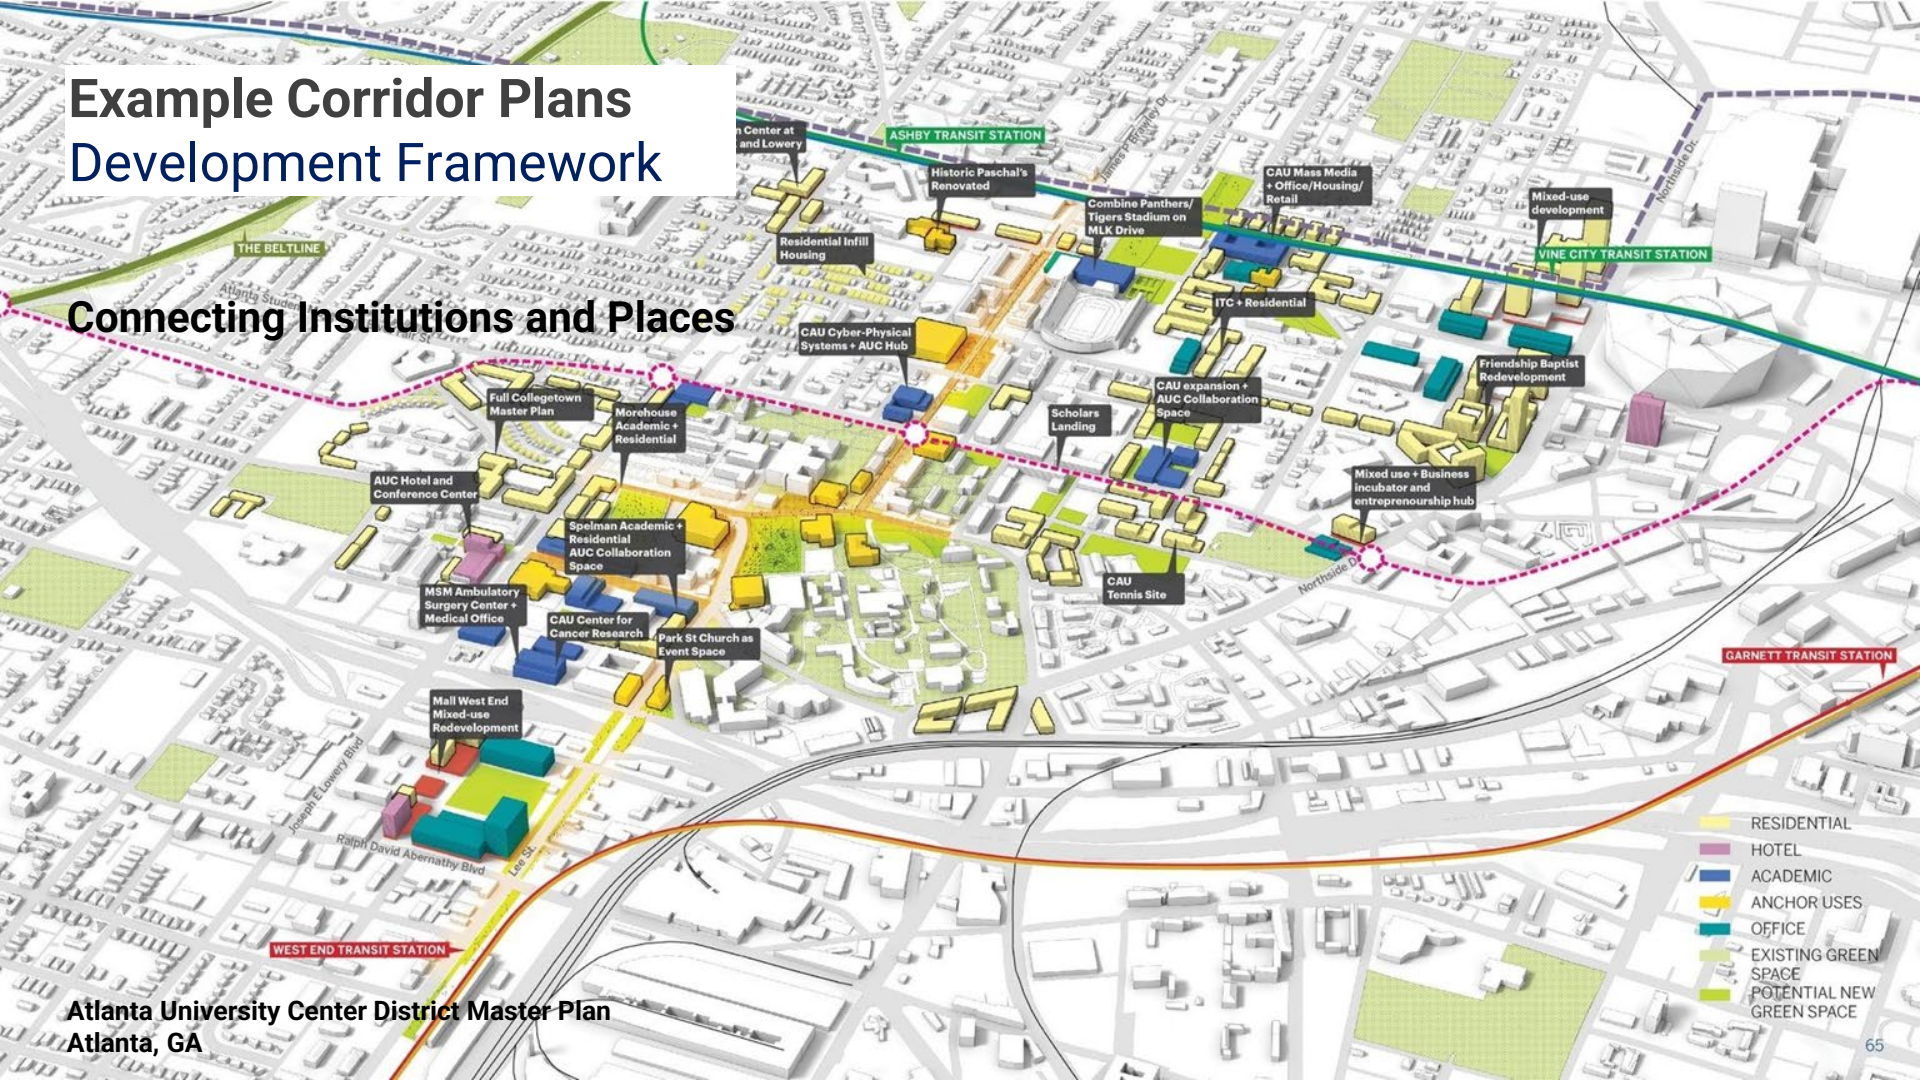 Example Corridor Plans
Development Framework
Connecting Institutions and Places
Center at
and Lowery
ASHBY TRANSIT STATION
James P Brawley Dr
Northside Dr.
Historic Paschal's
Renovated
CAU Mass Media
+ Office/Housing/
Retail
Mixed-use
development
Combine Panthers/
Tigers Stadium on
MLK Drive
THE BELTLINE
Residential Infill
Housing
VINE CITY TRANSIT STATION
ITC + Residential
CAU Cyber-Physical
Systems + AUC Hub
Friendship Baptist
Redevelopment
Full Collegetown
Master Plan
Morehouse
Academic +
Residential
Scholars
Landing
CAU expansion +
AUC Collaboration
Space
AUC Hotel and
Conference Center
Mixed use + Business
incubator and
entreprenourship hub
Spelman Academic +
Residential
AUC Collaboration
Space
Northside D
CAU
Tennis Site
MSM Ambulatory
Surgery Center +
Medical Office
CAU Center for
Cancer Research
Park St Church as
Event Space
GARNETT TRANSIT STATION
Mall West End
Mixed-use
Redevelopment
Joseph E Lowery Blvd
Ralph David Abernathy Blvd
Lee St.
WEST END TRANSIT STATION
RESIDENTIAL
HOTEL
ACADEMIC
ANCHOR USES
OFFICE
EXISTING GREEN
SPACE
POTENTIAL NEW
GREEN SPACE
Atlanta University Center District Master Plan
Atlanta, GA
65